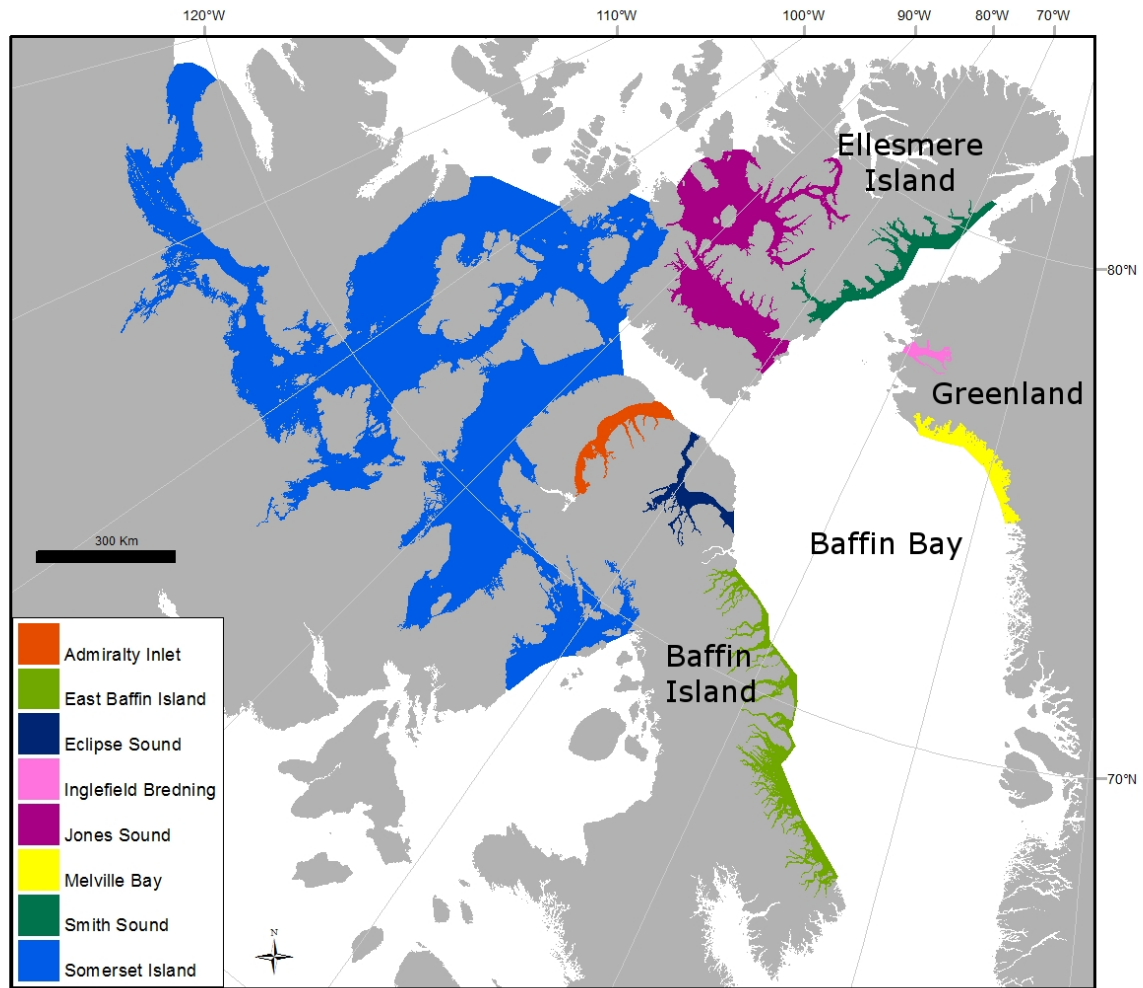 120°W
110°W
100°W
90°W
80°W
70°W
Ellesmere
Island
80°N
Greenland
Baffin Bay
300 Km
Baffin
Island
70°N
Admiralty Inlet
East Baffin Island
Eclipse Sound
Inglefield Bredning
Jones Sound
Melville Bay
Smith Sound
Somerset Island